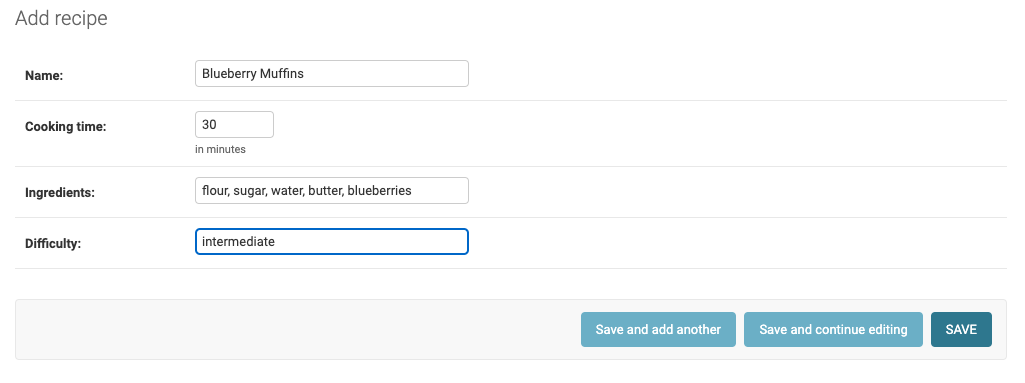 Add recipe
Name: Blueberry Muffins
Cooking time: 30
in minutes
Ingredients: flour, sugar, water, butter, blueberries
Difficulty: intermediate
Save and add another Save and continue editing SAVE